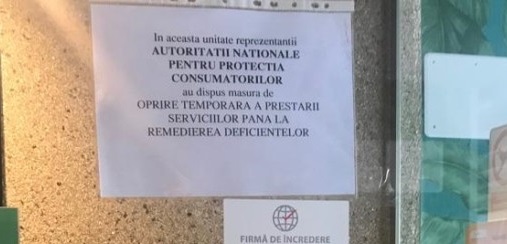 In aceasta unitate reprezentantii
AUTORITATII NATIONALE
PENTRU PROTECTIA
CONSUMATORILOR
au dispus masura de
OPRIRE TEMPORARA A PRESTARII
SERVICIILOR PANA LA
REMEDIEREA DEFICIENTELOR
FIRMĂ DE ÎNCREDERE